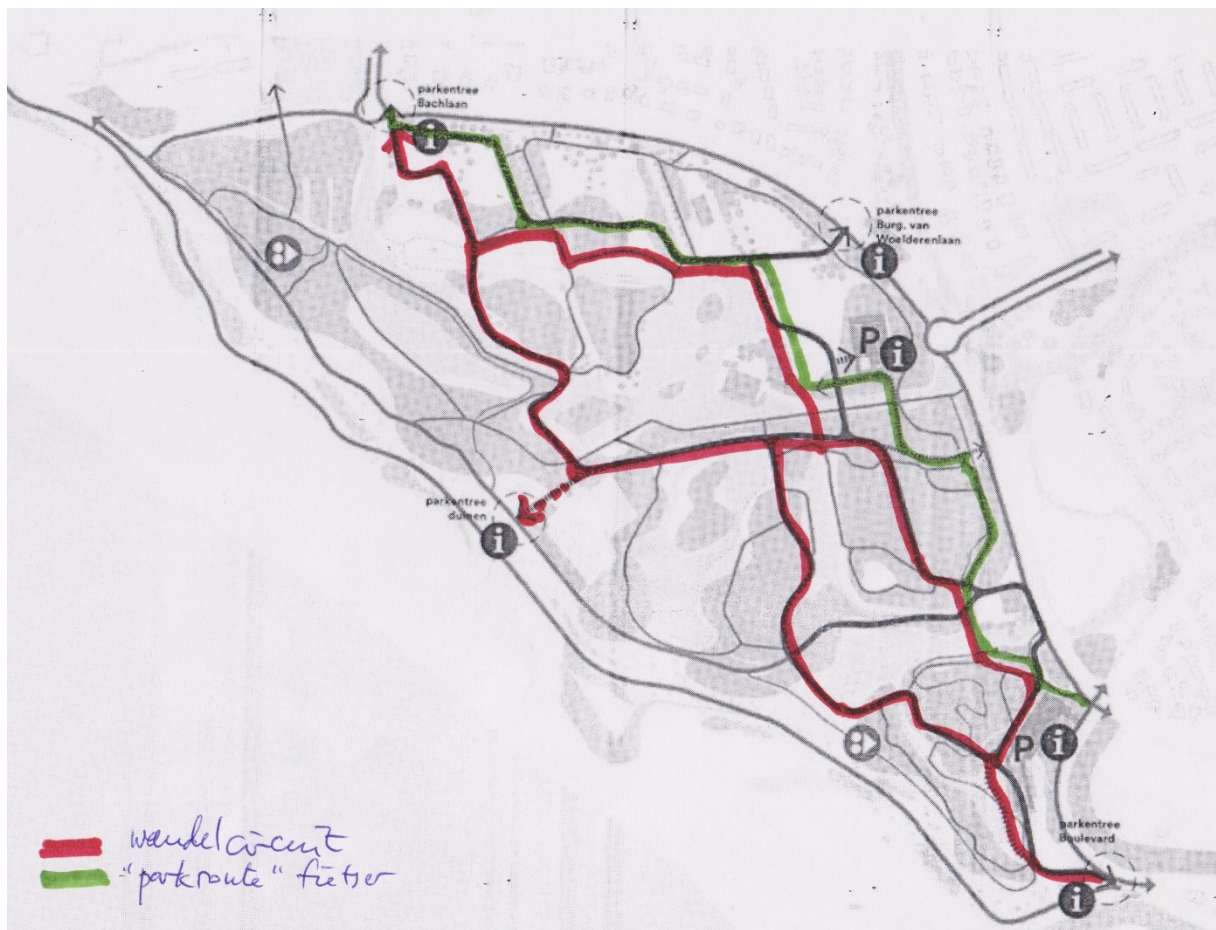 parkentree
Bachlaan
i
parkentree
Burg. van
Woelderenlaan
i
P
i
parkentree
duinen
i
P
i
parkentree
Boulevard
i
wandelcircuit
"parkroute" fietser